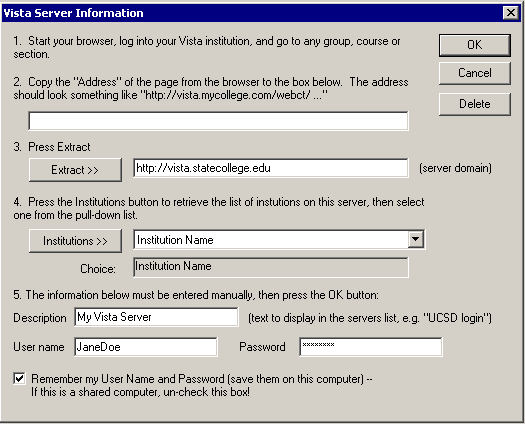 Vista Server Information
1. Start your browser, log into your Vista institution, and go to any group, course or
section.
OK
2. Copy the "Address" of the page from the browser to the box below. The address
should look something like "http://vista.mycollege.com/webct/ ..."
Cancel
Delete
3. Press Extract
Extract >> http://vista.statecollege.edu (server domain)
4. Press the Institutions button to retrieve the list of instutions on this server, then select
one from the pull-down list.
Institutions >> Institution Name
Choice: Institution Name
5. The information below must be entered manually, then press the OK button:
Description My Vista Server (text to display in the servers list, e.g. "UCSD login")
User name JaneDoe Password ********
Remember my User Name and Password (save them on this computer) --
If this is a shared computer, un-check this box!